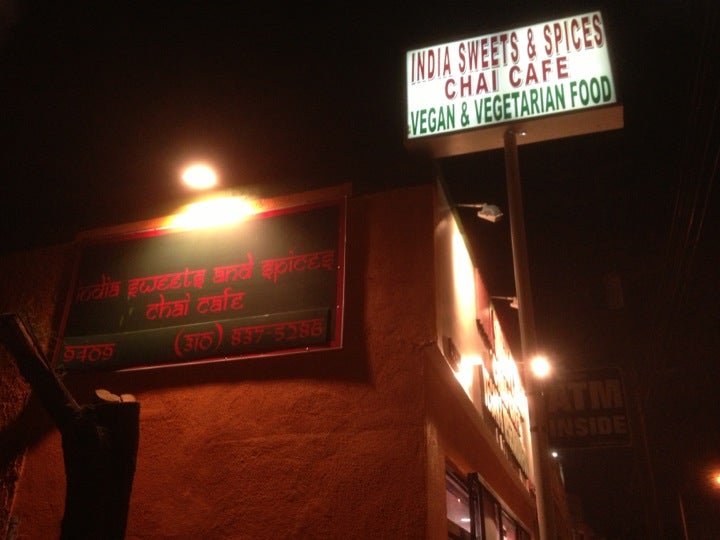 INDIA SWEETS & SPICES
CHAI CAFE
VEGAN & VEGETARIAN FOOD
india sweets and spices
chai cafe
9409 (310) 837-5286
ATM
INSIDE